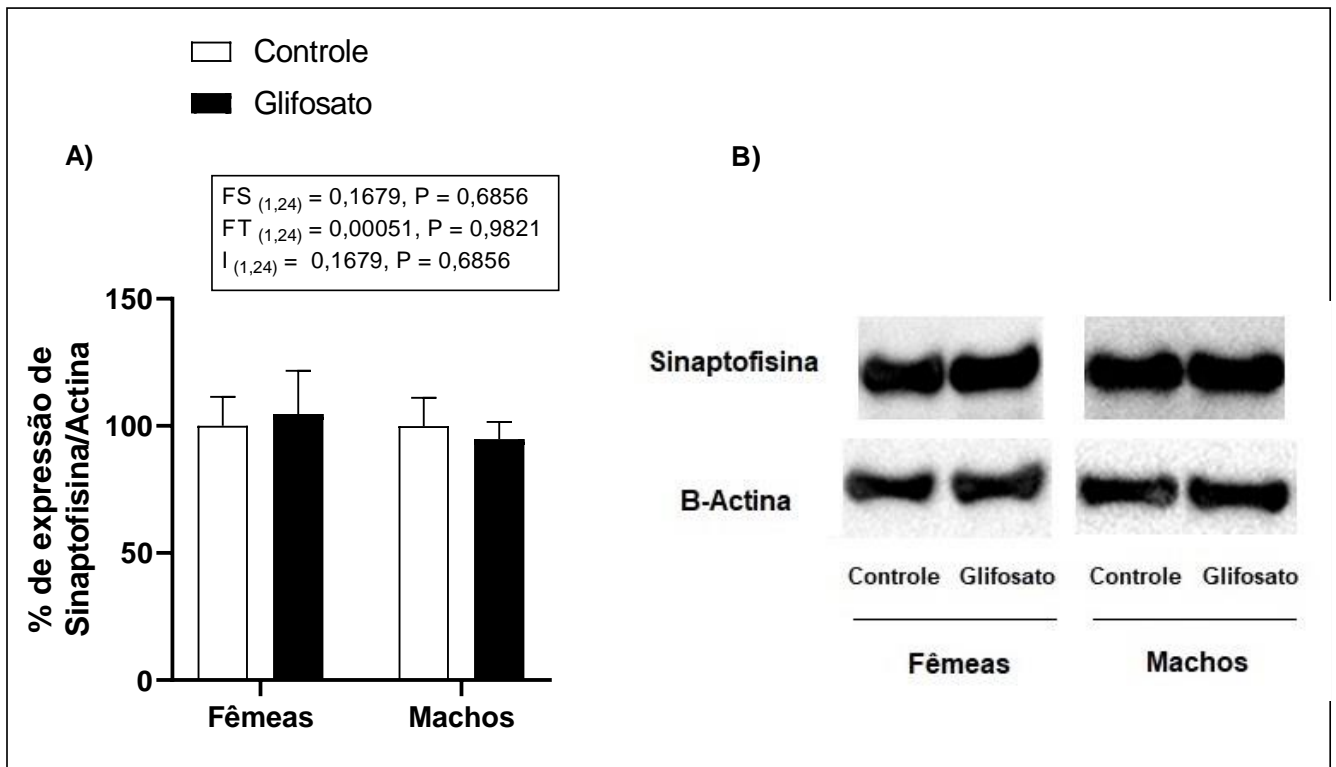 Controle
Glifosato
A)
FS (1,24) = 0,1679, P = 0,6856
FT (1,24) = 0,00051, P = 0,9821
I (1,24) = 0,1679, P = 0,6856
% de expressão de
Sinaptofisina/Actina
150
100
50
0
Fêmeas
Machos
B)
Sinaptofisina
B-Actina
Controle Glifosato Controle Glifosato
Fêmeas Machos